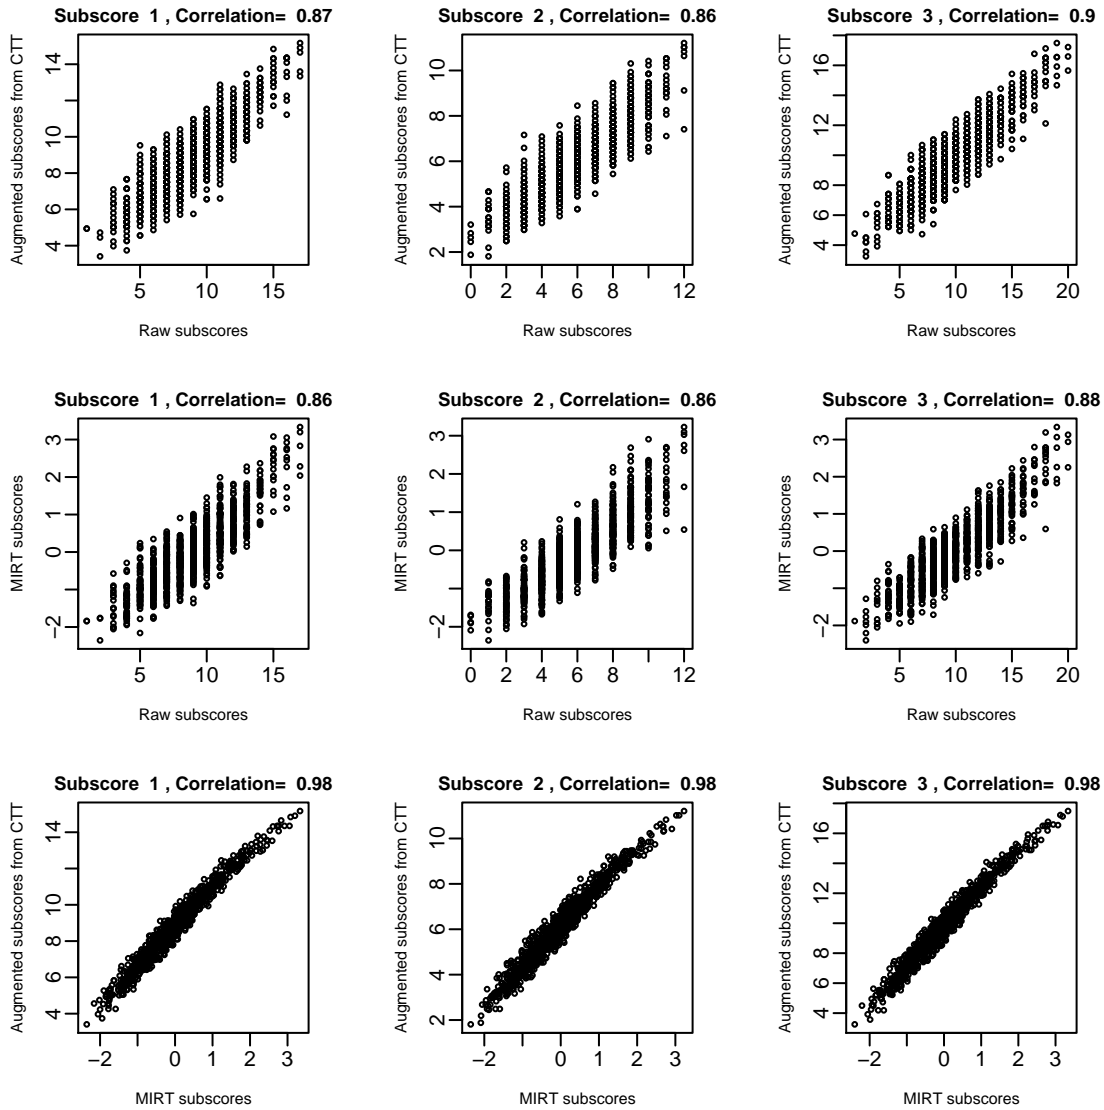 Subscore 1 , Correlation= 0.87
Augmented subscores from CTT
4 6 8 10 14
5 10 15
Raw subscores
Subscore 2 , Correlation= 0.86
Augmented subscores from CTT
2 4 6 8 10
0 2 4 6 8 12
Raw subscores
Subscore 3 , Correlation= 0.9
Augmented subscores from CTT
4 6 8 12 16
5 10 15 20
Raw subscores
Subscore 1 , Correlation= 0.86
MIRT subscores
−2 0 1 2 3
5 10 15
Raw subscores
Subscore 2 , Correlation= 0.86
MIRT subscores
−2 0 1 2 3
0 2 4 6 8 12
Raw subscores
Subscore 3 , Correlation= 0.88
MIRT subscores
−2 0 1 2 3
5 10 15 20
Raw subscores
Subscore 1 , Correlation= 0.98
Augmented subscores from CTT
4 6 8 10 14
−2 0 1 2 3
MIRT subscores
Subscore 2 , Correlation= 0.98
Augmented subscores from CTT
2 4 6 8 10
−2 0 1 2 3
MIRT subscores
Subscore 3 , Correlation= 0.98
Augmented subscores from CTT
4 6 8 12 16
−2 0 1 2 3
MIRT subscores